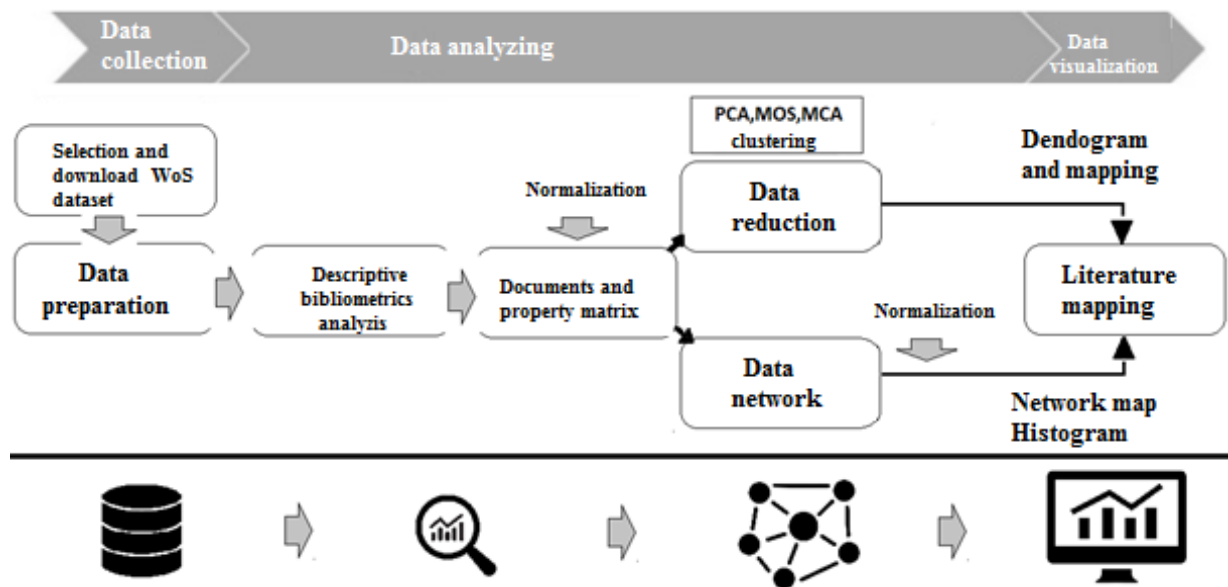 Data
collection
Data analyzing
Data
visualization
PCA,MOS,MCA
clustering
Selection and
download WoS
dataset
Normalization
Data
reduction
Dendogram
and mapping
Data
preparation
Descriptive
bibliometrics
analyzis
Documents and
property matrix
Normalization
Literature
mapping
Data
network
Network map
Histogram